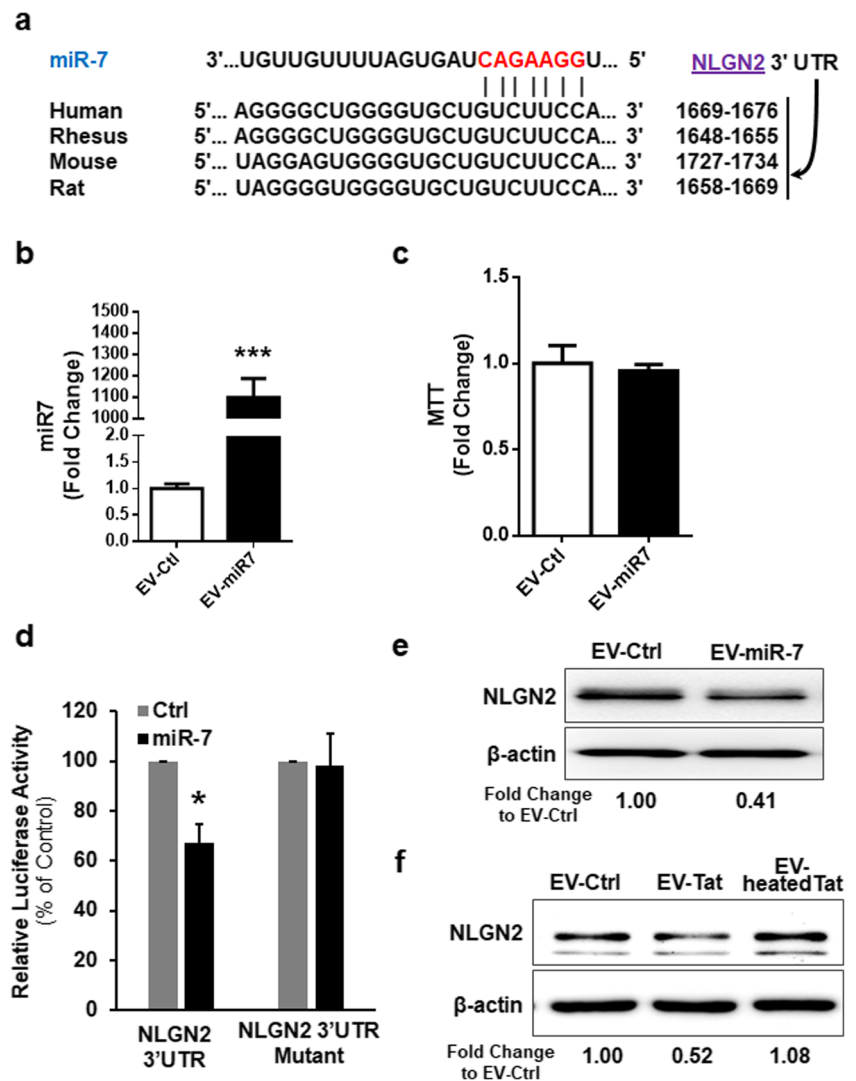 a
miR-7 3'...UGUUGUUUUAGUGAUCAGAAGGU... 5' NLGN2 3' UTR
Human 5'... AGGGGCUGGGGUGCUGUCUUCCA... 3' 1669-1676
Rhesus 5'... AGGGGCUGGGGUGCUGUCUUCCA... 3' 1648-1655
Mouse 5'... UAGGAGUGGGGUGCUGUCUUCCA... 3' 1727-1734
Rat 5'... UAGGGGUGGGGUGCUGUCUUCCA... 3' 1658-1669
b
miR7
(Fold Change)
1500
1400
1300
1200
1100
1000
2.0
1.5
1.0
0.5
0.0
***
EV-Ctl
EV-miR7
c
MTT
(Fold Change)
1.5
1.0
0.5
0.0
EV-Ctl
EV-miR7
d
Relative Luciferase Activity
(% of Control)
120
100
80
60
40
20
0
Ctrl
miR-7
*
NLGN2
3'UTR
NLGN2 3'UTR
Mutant
e
EV-Ctrl EV-miR-7
NLGN2
β-actin
Fold Change
to EV-Ctrl
1.00 0.41
f
EV-Ctrl EV-Tat EV-
heatedTat
NLGN2
β-actin
Fold Change
to EV-Ctrl
1.00 0.52 1.08